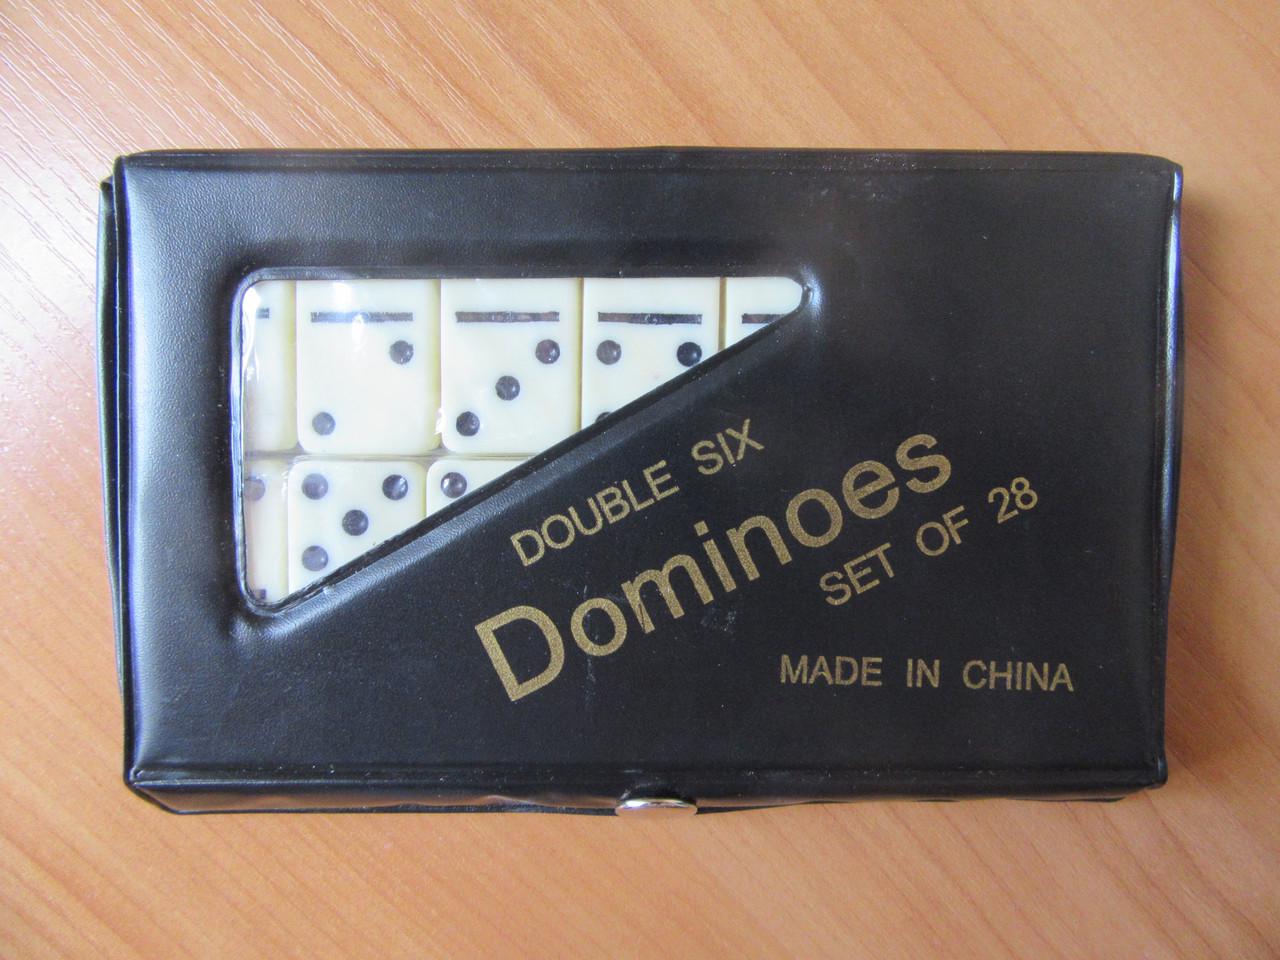 DOUBLE SIX
Dominoes
SET OF 28
MADE IN CHINA